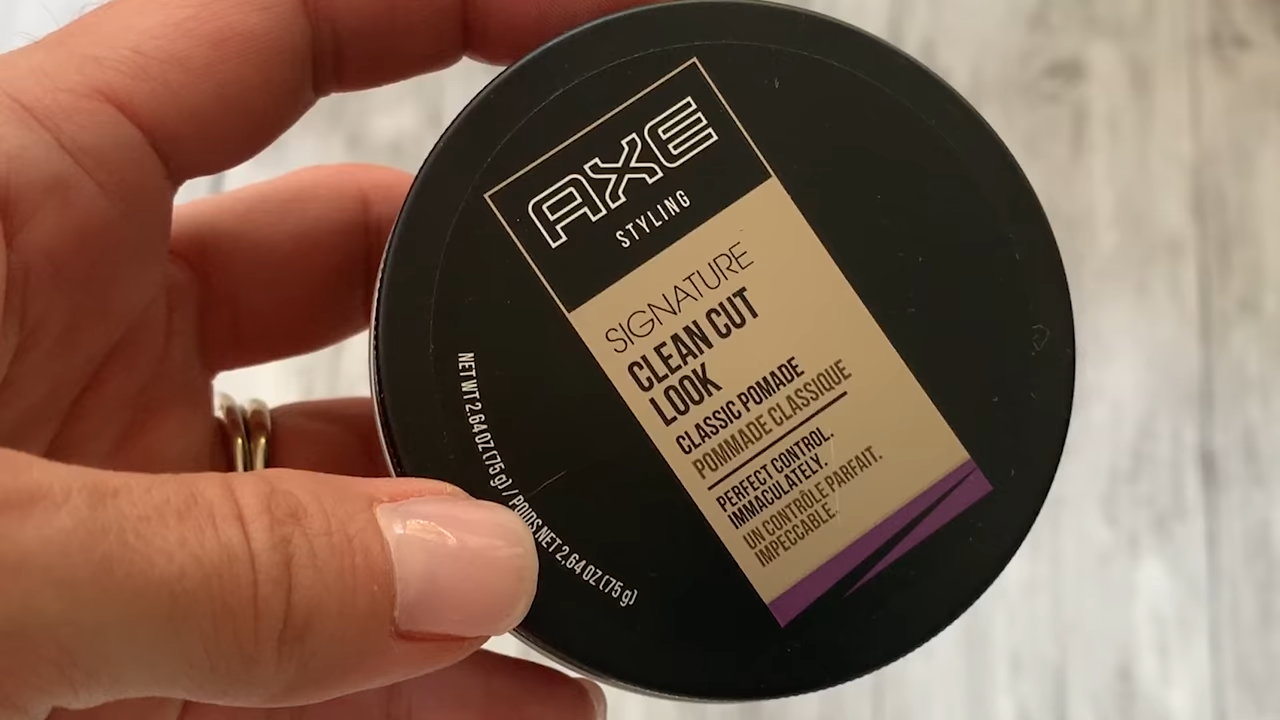 AXE
STYLING
SIGNATURE
CLEAN CUT
LOOK
CLASSIC POMADE
POMMADE CLASSIQUE
PERFECT CONTROL.
IMMACULATELY.
UN CONTRÔLE PARFAIT.
IMPECCABLE.
NET WT 2.64 OZ (75 g) / POIDS NET 2,64 OZ (75 g)